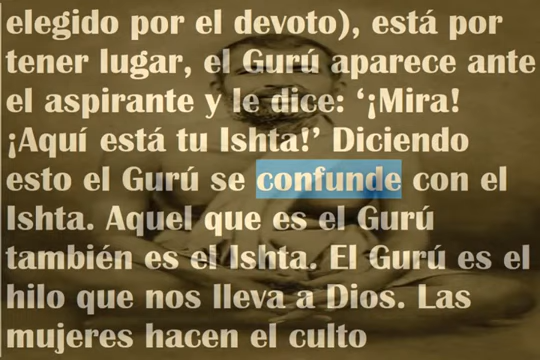 elegido por el devoto), está por
tener lugar, el Gurú aparece ante
el aspirante y le dice: ‘¡Mira!
¡Aquí está tu Ishta!’ Diciendo
esto el Gurú se confunde con el
Ishta. Aquel que es el Gurú
también es el Ishta. El Gurú es el
hilo que nos lleva a Dios. Las
mujeres hacen el culto